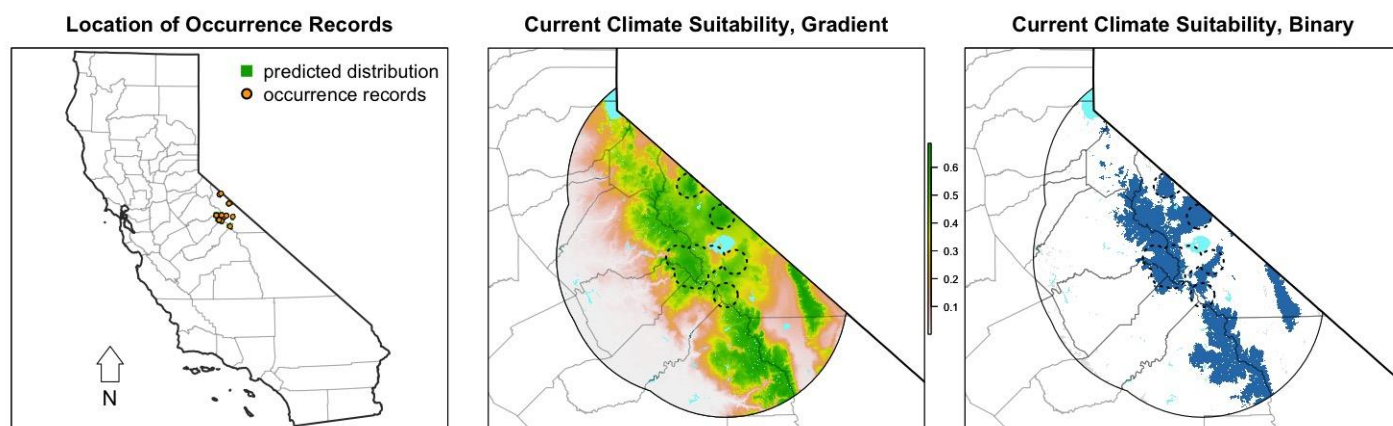 Location of Occurrence Records
predicted distribution
occurrence records
N
Current Climate Suitability, Gradient
0.6
0.5
0.4
0.3
0.2
0.1
Current Climate Suitability, Binary